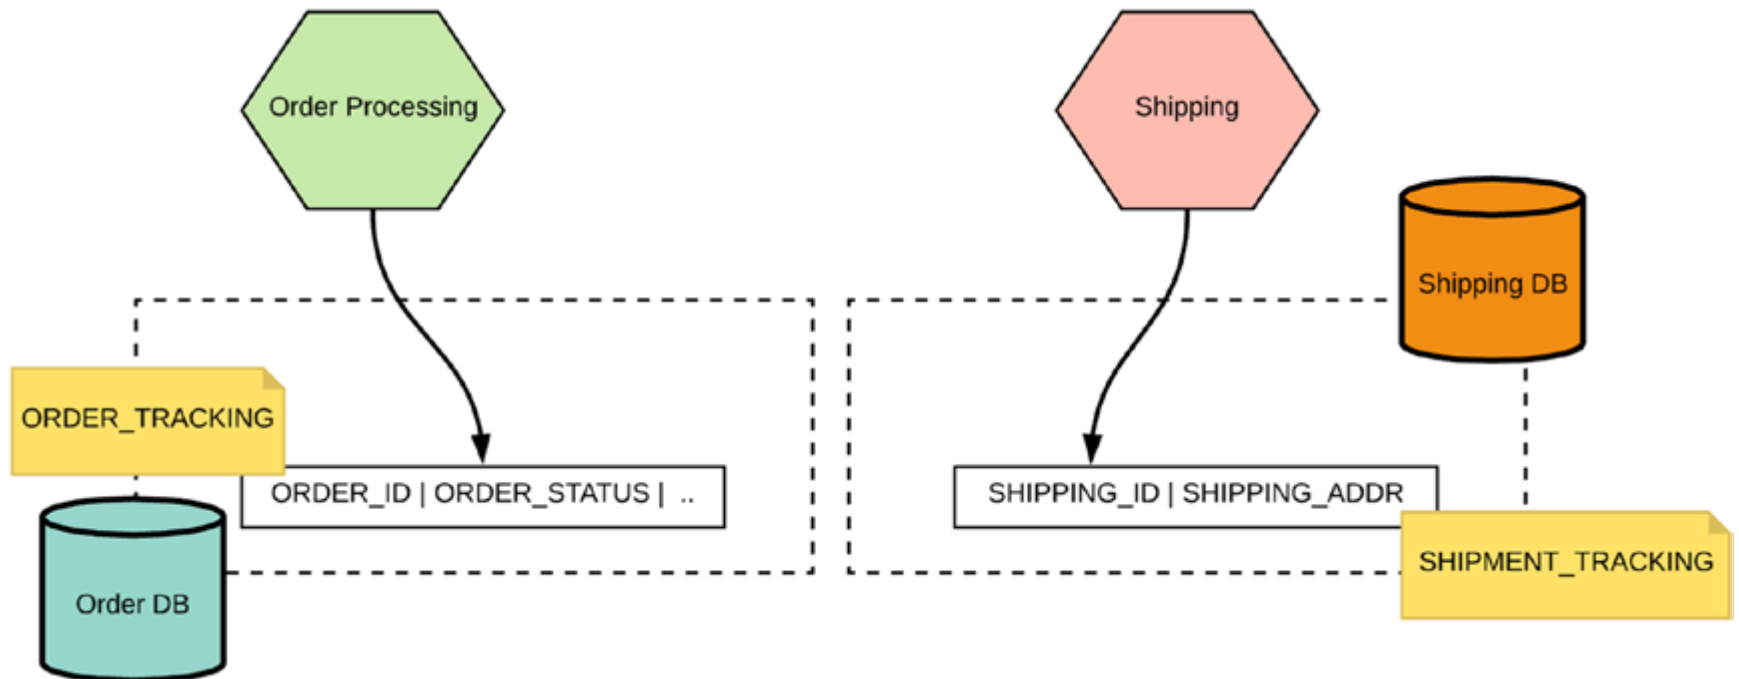 Order Processing
Shipping
Shipping DB
ORDER_TRACKING
ORDER_ID | ORDER_STATUS | ..
SHIPPING_ID | SHIPPING_ADDR
SHIPMENT_TRACKING
Order DB